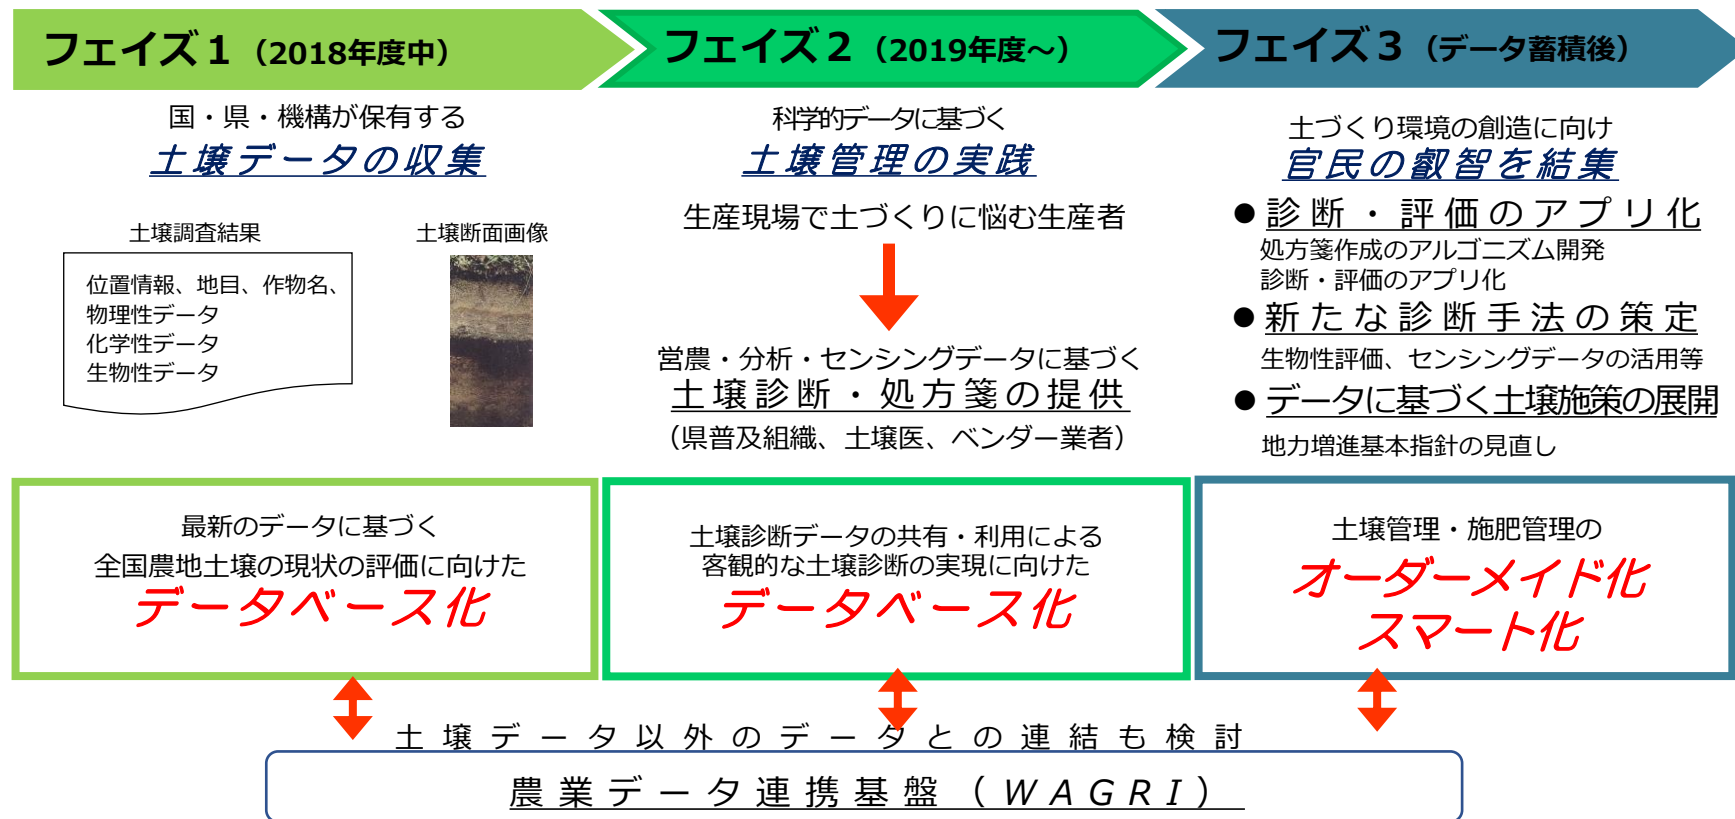 フェイズ１（2018年度中）
国・県・機構が保有する
土壌データの収集
土壌調査結果
土壌断面画像
位置情報、地目、作物名、
物理性データ
化学性データ
生物性データ
最新のデータに基づく
全国農地土壌の現状の評価に向けた
データベース化
フェイズ２（2019年度～）
科学的データに基づく
土壌管理の実践
生産現場で土づくりに悩む生産者
営農・分析・センシングデータに基づく
土壌診断・処方箋の提供
（県普及組織、土壌医、ベンダー業者）
土壌診断データの共有・利用による
客観的な土壌診断の実現に向けた
データベース化
フェイズ３（データ蓄積後）
土づくり環境の創造に向け
官民の叡智を結集
●診断・評価のアプリ化
処方箋作成のアルゴニズム開発
診断・評価のアプリ化
●新たな診断手法の策定
生物性評価、センシングデータの活用等
●データに基づく土壌施策の展開
地力増進基本指針の見直し
土壌管理・施肥管理の
オーダーメイド化
スマート化
土壌データ以外のデータとの連結も検討
農業データ連携基盤（WAGRI）